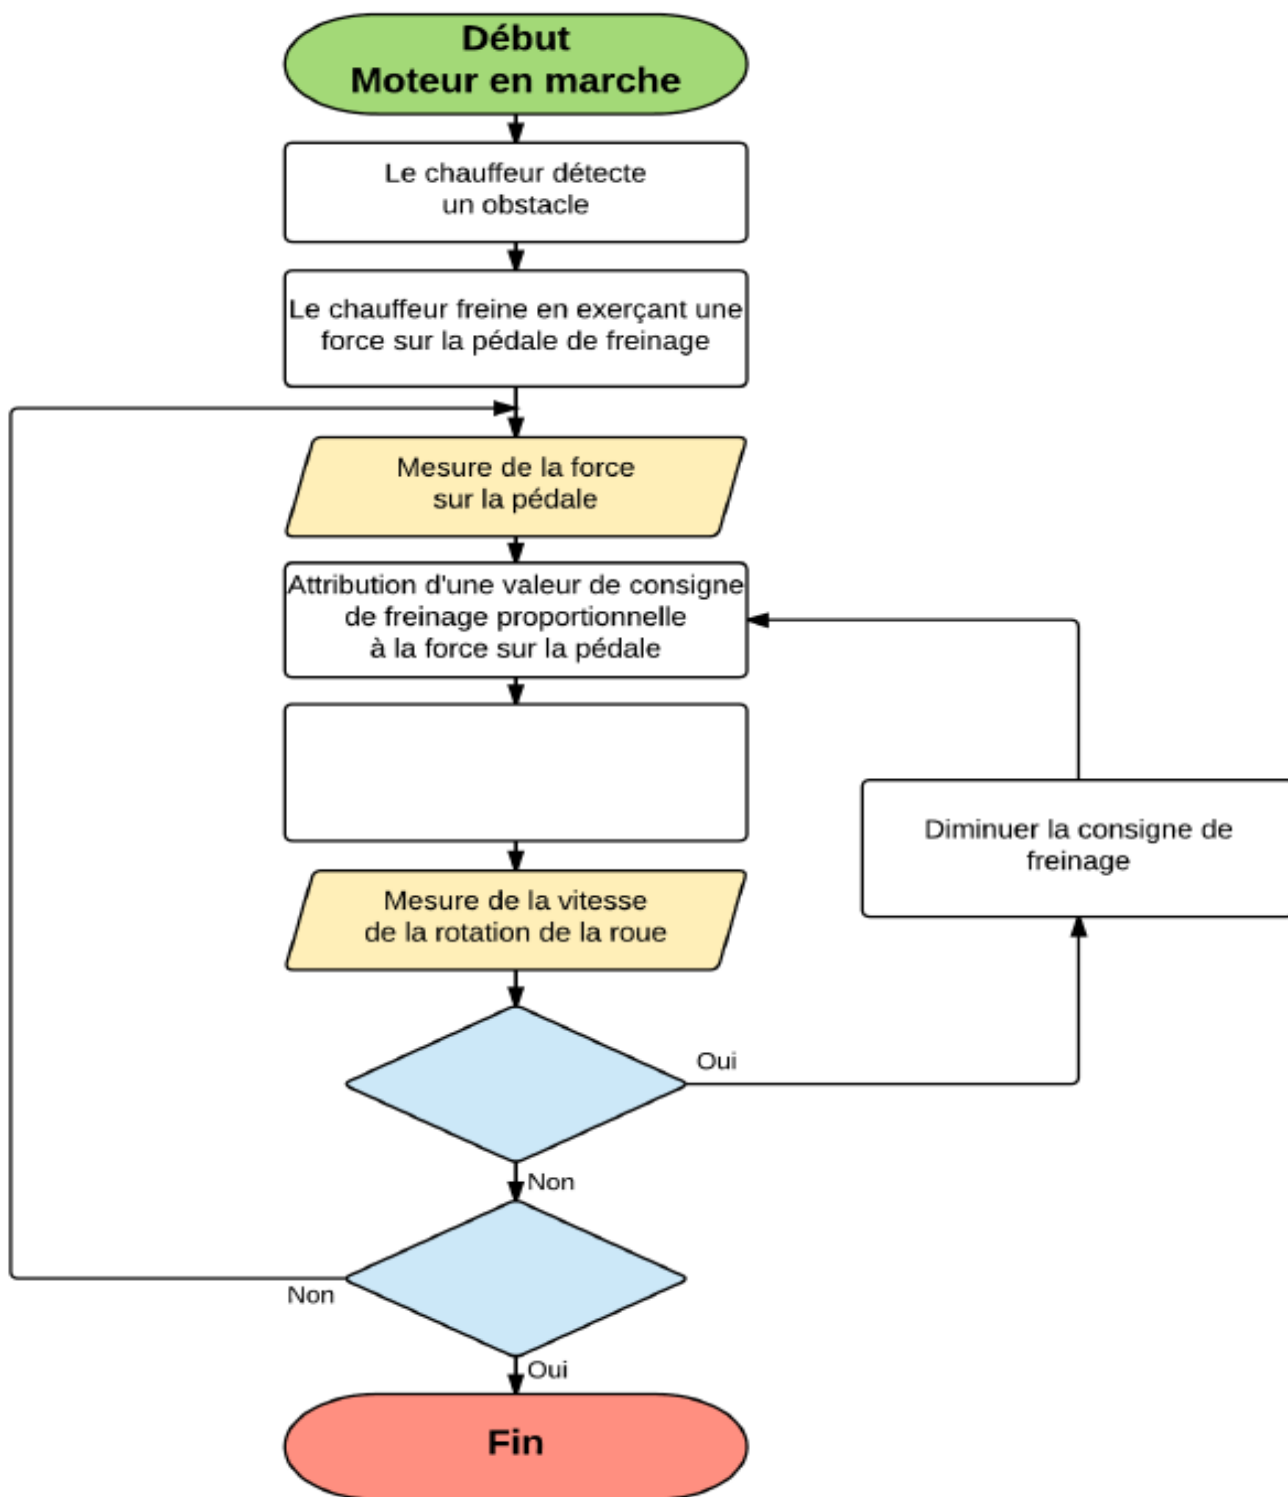 Début
Moteur en marche
Le chauffeur détecte
un obstacle
Le chauffeur freine en exerçant une
force sur la pédale de freinage
Mesure de la force
sur la pédale
Attribution d'une valeur de consigne
de freinage proportionnelle
à la force sur la pédale
Diminuer la consigne de
freinage
Mesure de la vitesse
de la rotation de la roue
Oui
Non
Non
Oui
Fin